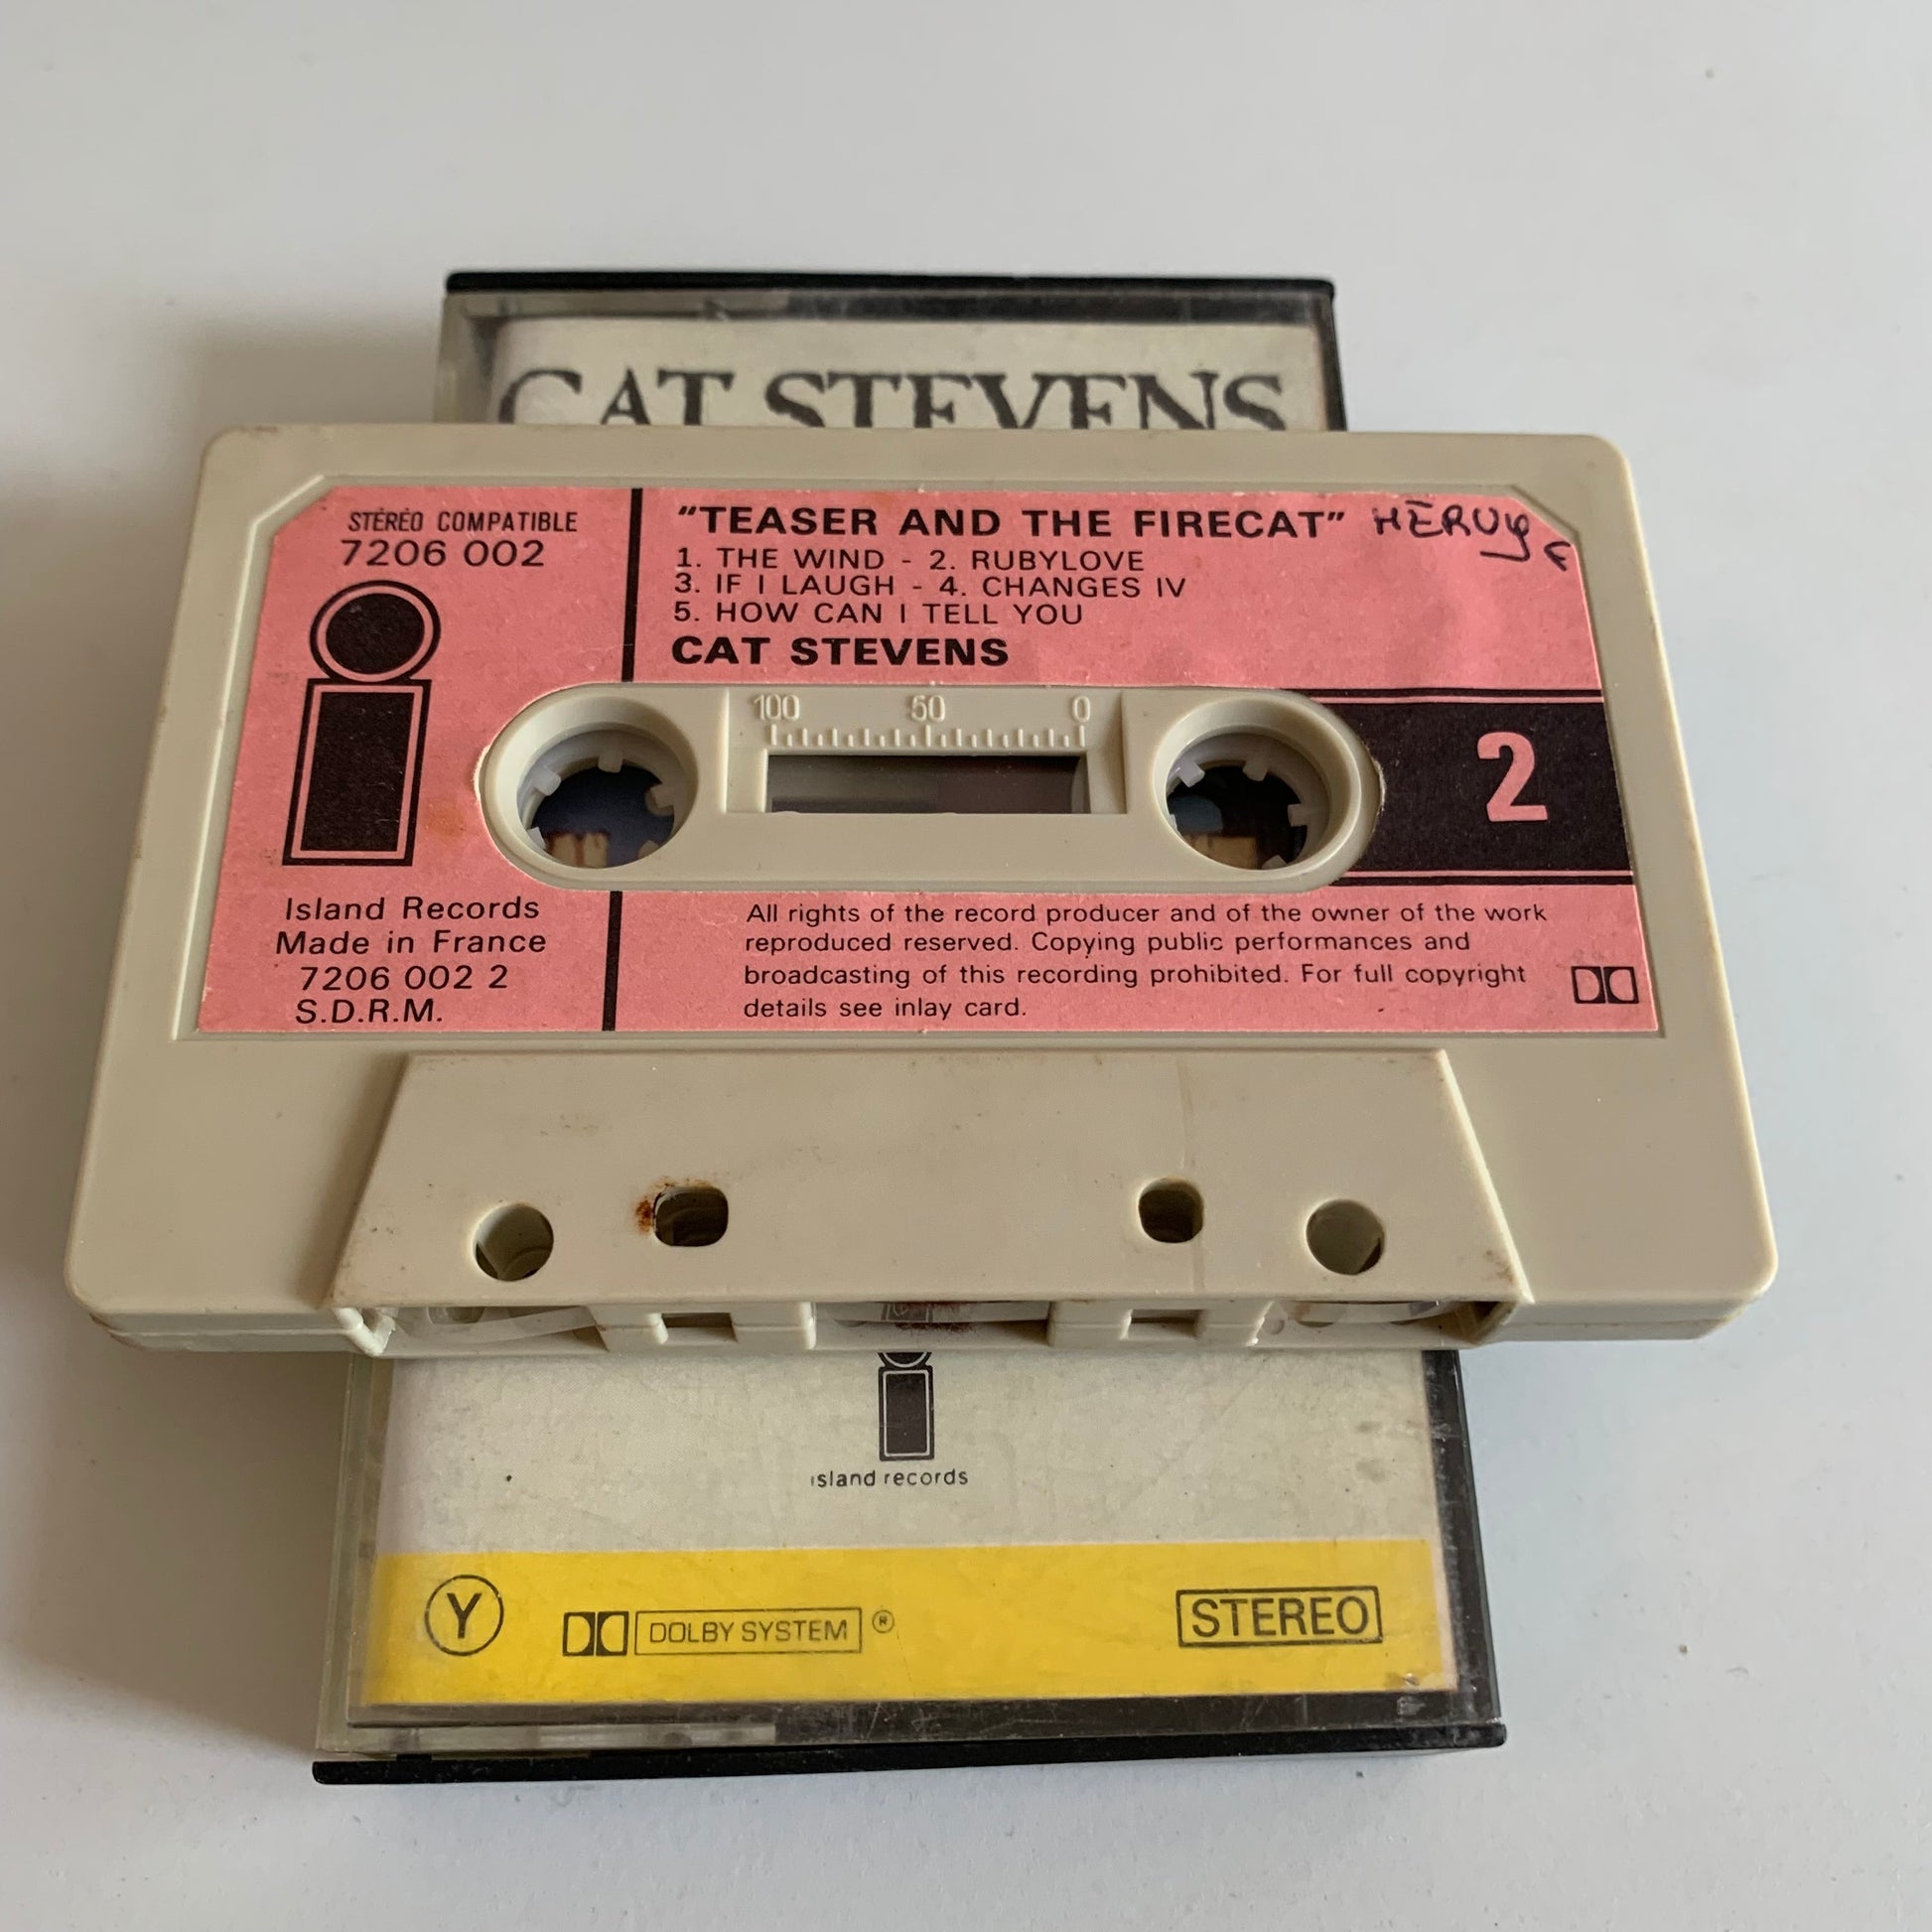 CAT STEVENS
STÉRÉO COMPATIBLE
7206 002
"TEASER AND THE FIRECAT"
HERVY F
1. THE WIND - 2. RUBYLOVE
3. IF I LAUGH - 4. CHANGES IV
5. HOW CAN I TELL YOU
CAT STEVENS
100 50 0
2
Island Records
Made in France
7206 002 2
S.D.R.M.
All rights of the record producer and of the owner of the work
reproduced reserved. Copying public performances and
broadcasting of this recording prohibited. For full copyright
details see inlay card.
island records
Y
DOLBY SYSTEM ®
STEREO